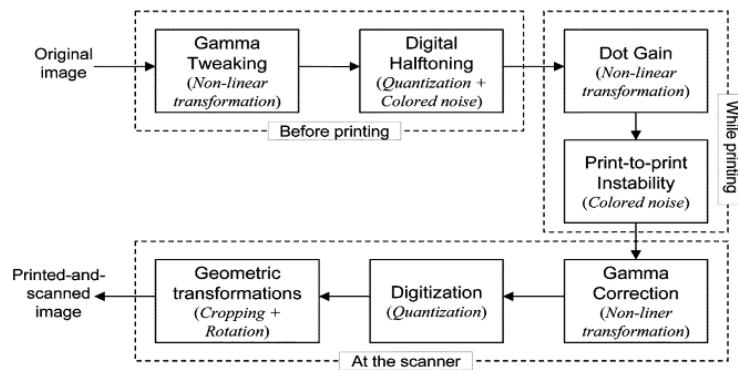 Original
image
Gamma
Tweaking
(Non-linear
transformation)
Digital
Halftoning
(Quantization +
Colored noise)
Before printing
Dot Gain
(Non-linear
transformation)
Print-to-print
Instability
(Colored noise)
While printing
Gamma
Correction
(Non-liner
transformation)
Digitization
(Quantization)
Geometric
transformations
(Cropping +
Rotation)
Printed-and-
scanned
image
At the scanner